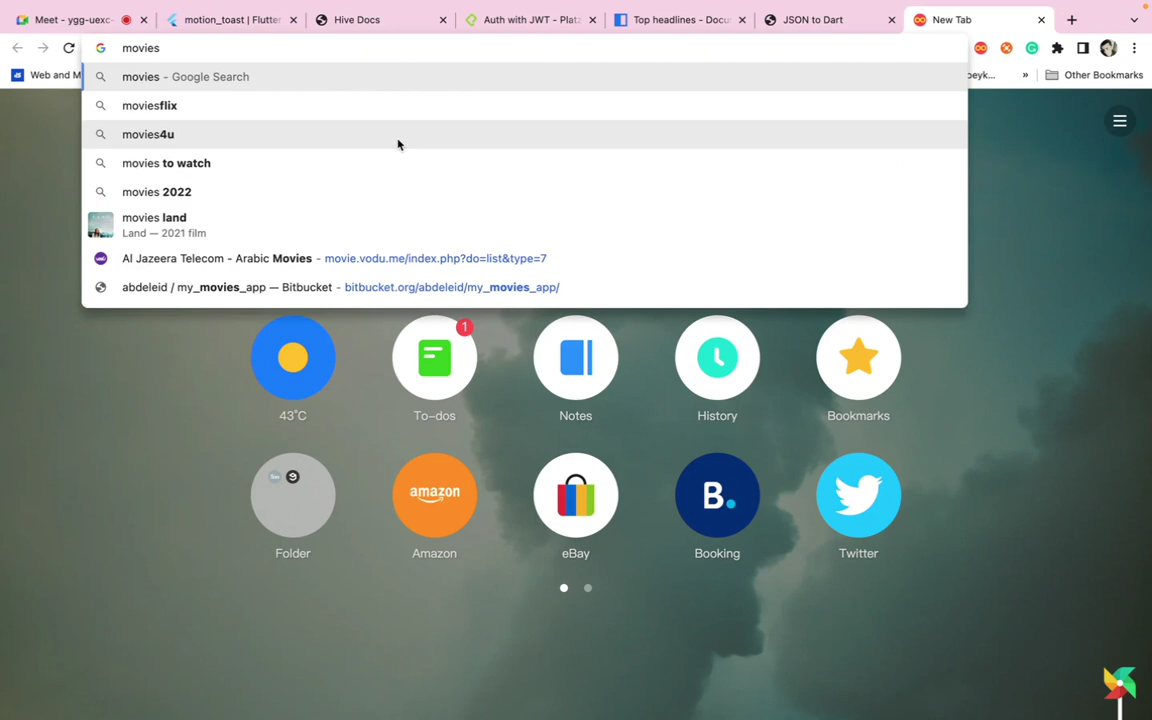 Meet - ygg-uexc-
motion_toast | Flutter
Hive Docs
Auth with JWT - Platz
Top headlines - Docu
JSON to Dart
New Tab
movies
Web and M
oeyk...
»
Other Bookmarks
movies - Google Search
moviesflix
movies4u
movies to watch
movies 2022
movies land
Land — 2021 film
Al Jazeera Telecom - Arabic Movies - movie.vodu.me/index.php?do=list&type=7
abdeleid / my_movies_app — Bitbucket - bitbucket.org/abdeleid/my_movies_app/
1
43°C
To-dos
Notes
History
Bookmarks
amazon
B.
Folder
Amazon
eBay
Booking
Twitter